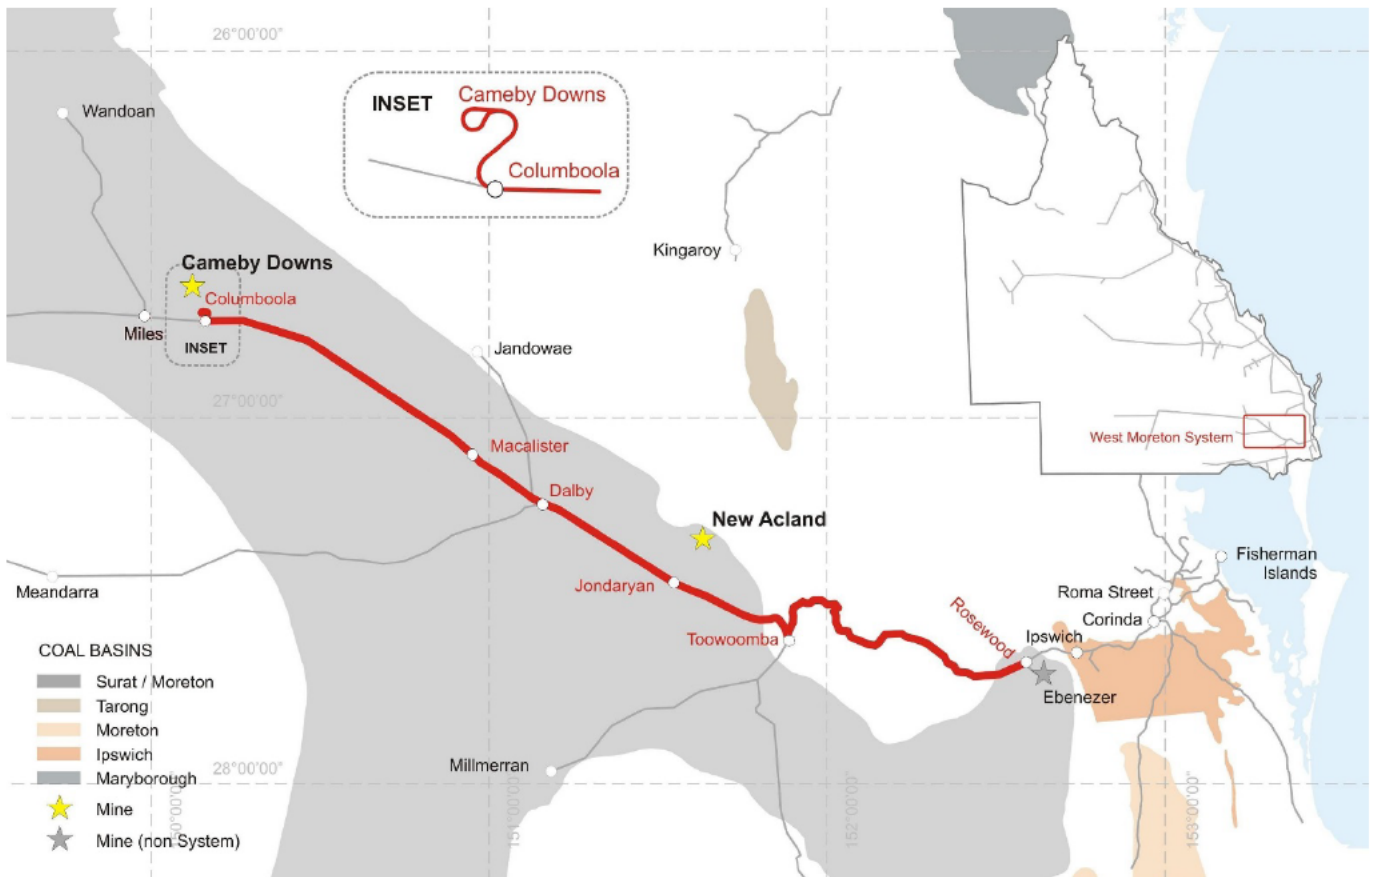 26°00'00"
Wandoan
INSET
Cameby Downs
Columboola
Kingaroy
Cameby Downs
Columboola
Miles
INSET
Jandowae
27°00'00"
Macalister
West Moreton System
Dalby
New Acland
Fisherman
Islands
Meandarra
Jondaryan
Roma Street
Corinda
Toowoomba
Rosewood
Ipswich
Ebenezer
COAL BASINS
Surat / Moreton
Tarong
Moreton
Ipswich
Maryborough
Mine
Mine (non System)
Millmerran
28°00'00"
150°00'00"
151°00'00"
152°00'00"
153°00'00"